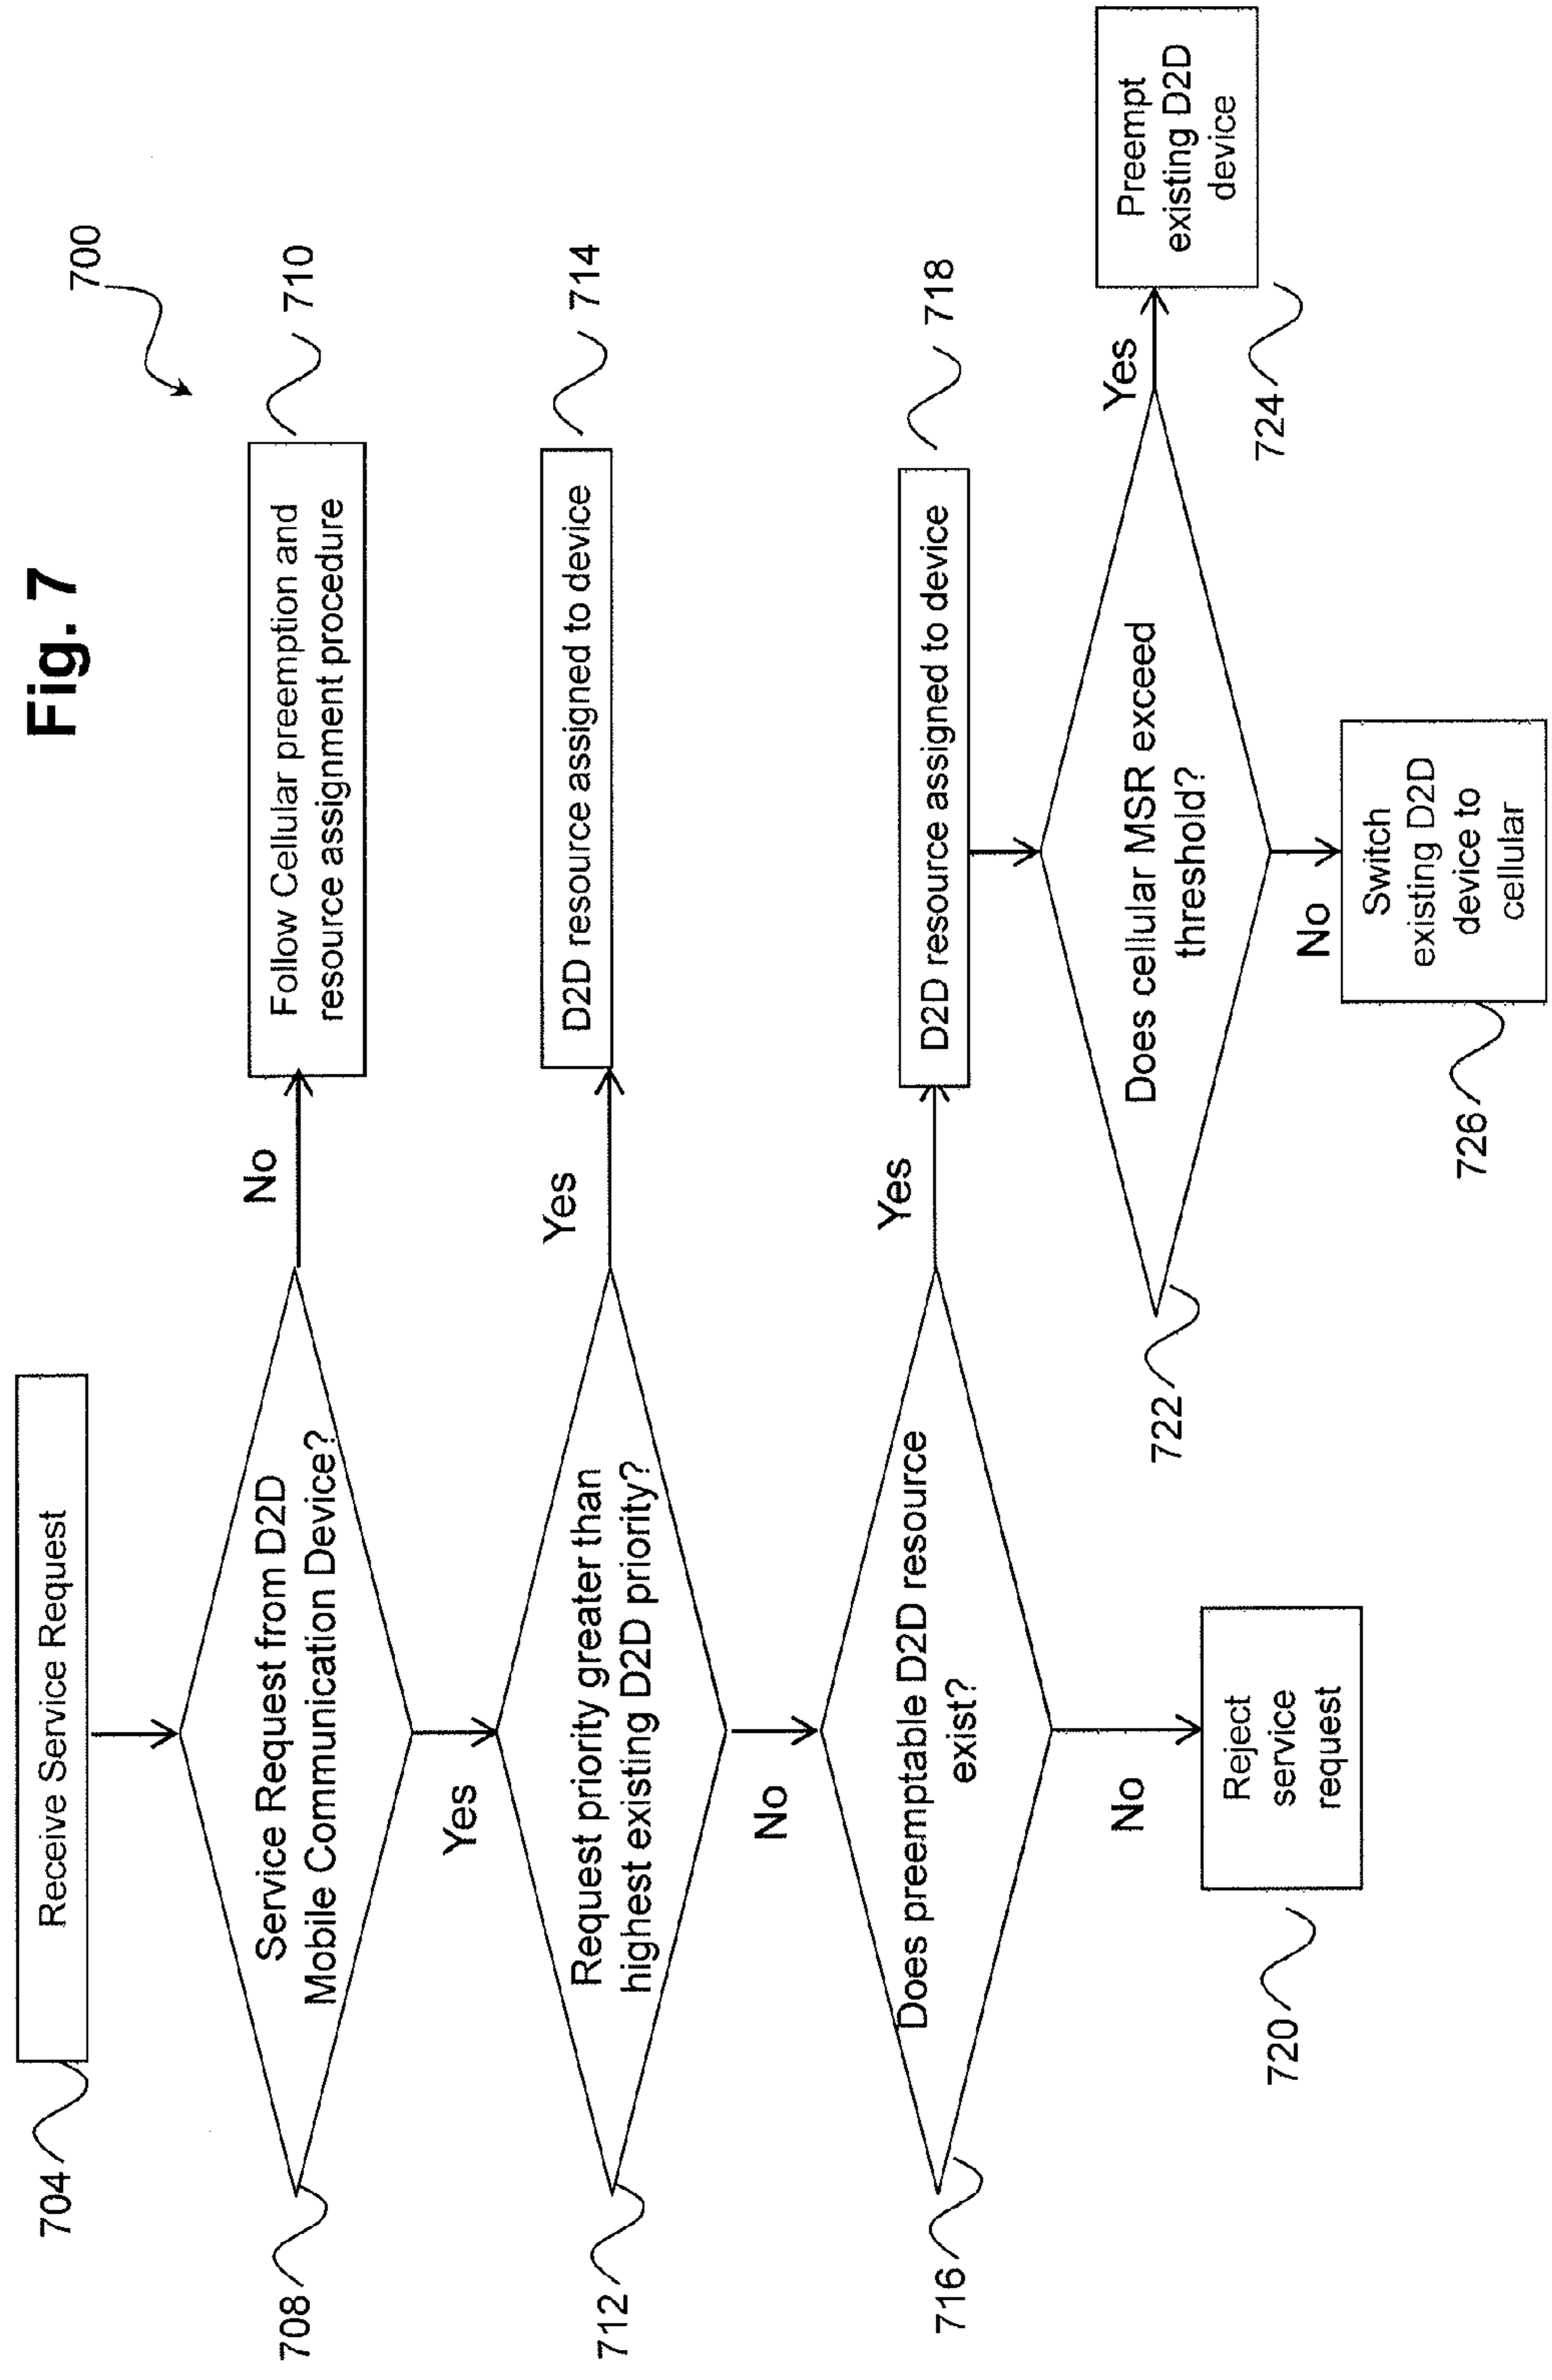 Fig. 7
700
704
Receive Service Request
708
Service Request from D2D
Mobile Communication Device?
No
Follow Cellular preemption and
resource assignment procedure
710
Yes
712
Request priority greater than
highest existing D2D priority?
Yes
D2D resource assigned to device
714
No
716
Does preemptable D2D resource
exist?
Yes
D2D resource assigned to device
718
No
Reject
service
request
720
722
Does cellular MSR exceed
threshold?
Yes
Preempt
existing D2D
device
724
No
Switch
existing D2D
device to
cellular
726